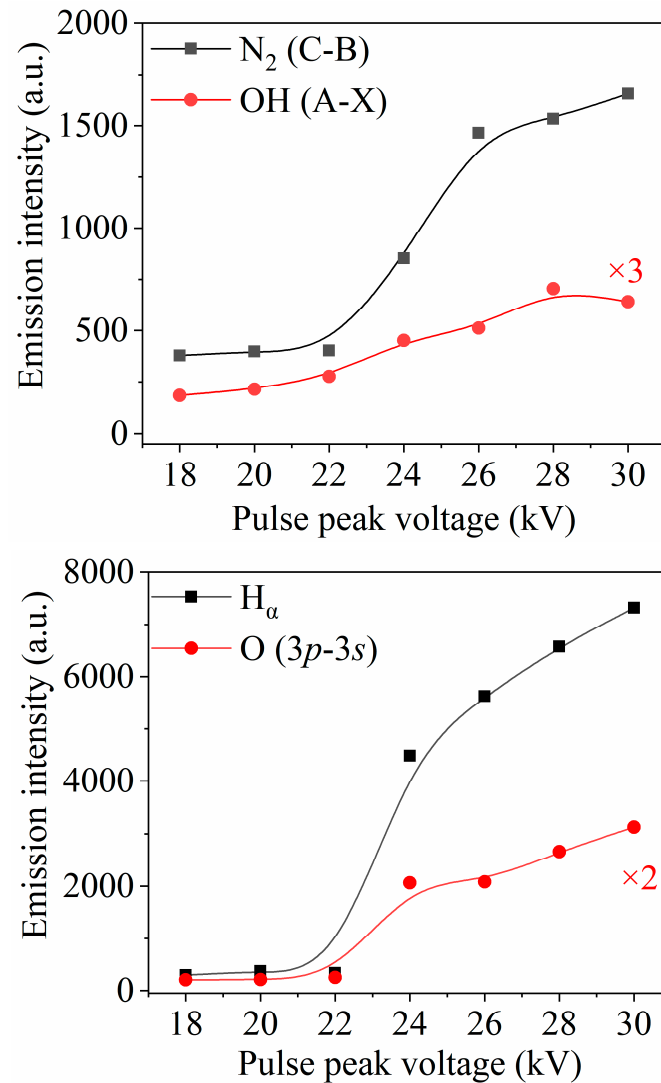 2000
1500
1000
500
0
Emission intensity (a.u.)
N₂ (C-B)
OH (A-X)
×3
18 20 22 24 26 28 30
Pulse peak voltage (kV)
8000
6000
4000
2000
0
Emission intensity (a.u.)
Hα
O (3p-3s)
×2
18 20 22 24 26 28 30
Pulse peak voltage (kV)